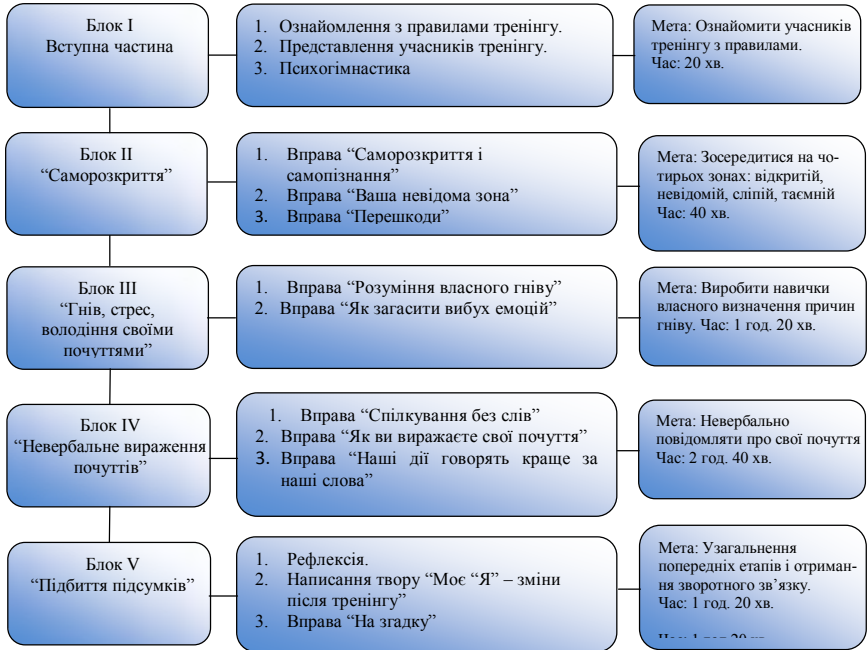 Блок I
Вступна частина
1. Ознайомлення з правилами тренінгу.
2. Представлення учасників тренінгу.
3. Психогімнастика
Мета: Ознайомити учасників
тренінгу з правилами.
Час: 20 хв.
Блок II
“Саморозкриття”
1. Вправа “Саморозкриття і
самопізнання”
2. Вправа “Ваша невідома зона”
3. Вправа “Перешкоди”
Мета: Зосередитися на чо-
тирьох зонах: відкритій,
невідомій, сліпій, таємній
Час: 40 хв.
Блок III
“Гнів, стрес,
володіння своїми
почуттями”
1. Вправа “Розуміння власного гніву”
2. Вправа “Як загасити вибух емоцій”
Мета: Виробити навички
власного визначення причин
гніву. Час: 1 год. 20 хв.
Блок IV
“Невербальне вираження
почуттів”
1. Вправа “Спілкування без слів”
2. Вправа “Як ви виражаєте свої почуття”
3. Вправа “Наші дії говорять краще за
наші слова”
Мета: Невербально
повідомляти про свої почуття
Час: 2 год. 40 хв.
Блок V
“Підбиття підсумків”
1. Рефлексія.
2. Написання твору “Моє “Я” – зміни
після тренінгу”
3. Вправа “На згадку”
Мета: Узагальнення
попередніх етапів і отриман-
ня зворотного зв’язку.
Час: 1 год. 20 хв.